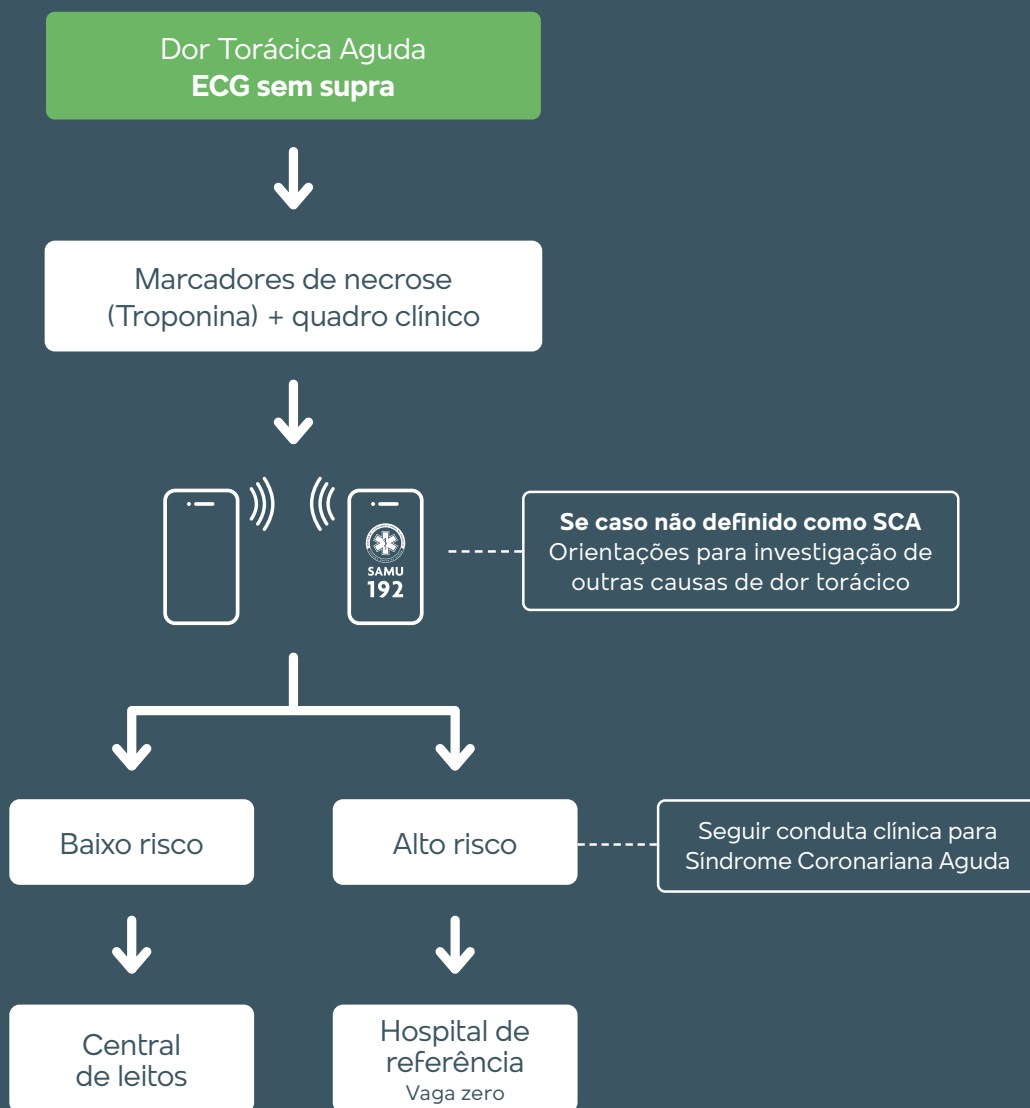 Dor Torácica Aguda
ECG sem supra
Marcadores de necrose
(Troponina) + quadro clínico
SAMU
192
Se caso não definido como SCA
Orientações para investigação de
outras causas de dor torácico
Baixo risco
Alto risco
Seguir conduta clínica para
Síndrome Coronariana Aguda
Central
de leitos
Hospital de
referência
Vaga zero